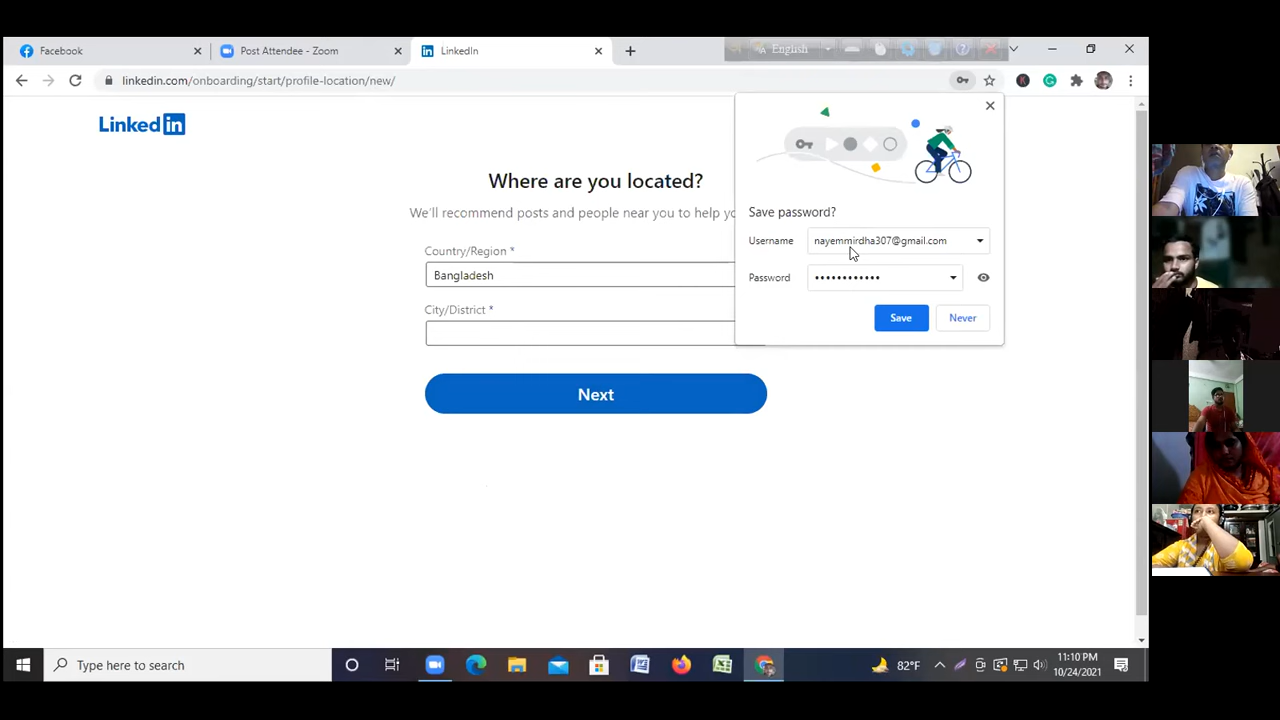 Facebook
Post Attendee - Zoom
LinkedIn
English
linkedin.com/onboarding/start/profile-location/new/
Linked in
Where are you located?
We'll recommend posts and people near you to help yo
Country/Region *
Bangladesh
City/District *
Next
Save password?
Username
nayemmirdha307@gmail.com
Password
••••••••••••
Save
Never
Type here to search
82°F
11:10 PM
10/24/2021